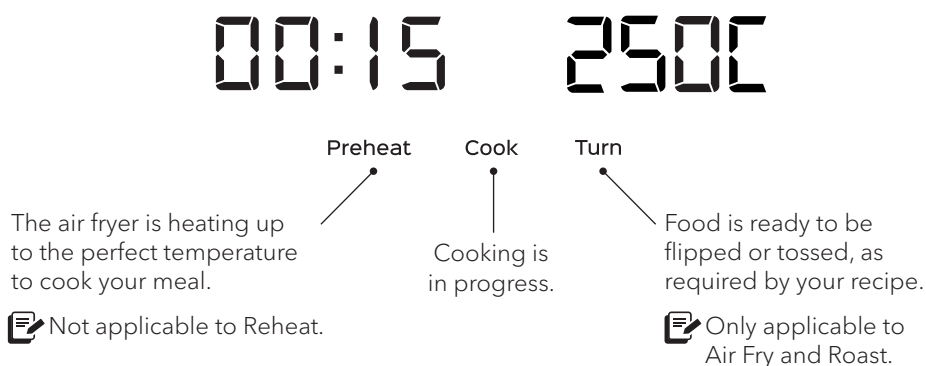 00:15 250C
Preheat Cook Turn
The air fryer is heating up
to the perfect temperature
to cook your meal.
Not applicable to Reheat.
Cooking is
in progress.
Food is ready to be
flipped or tossed, as
required by your recipe.
Only applicable to
Air Fry and Roast.